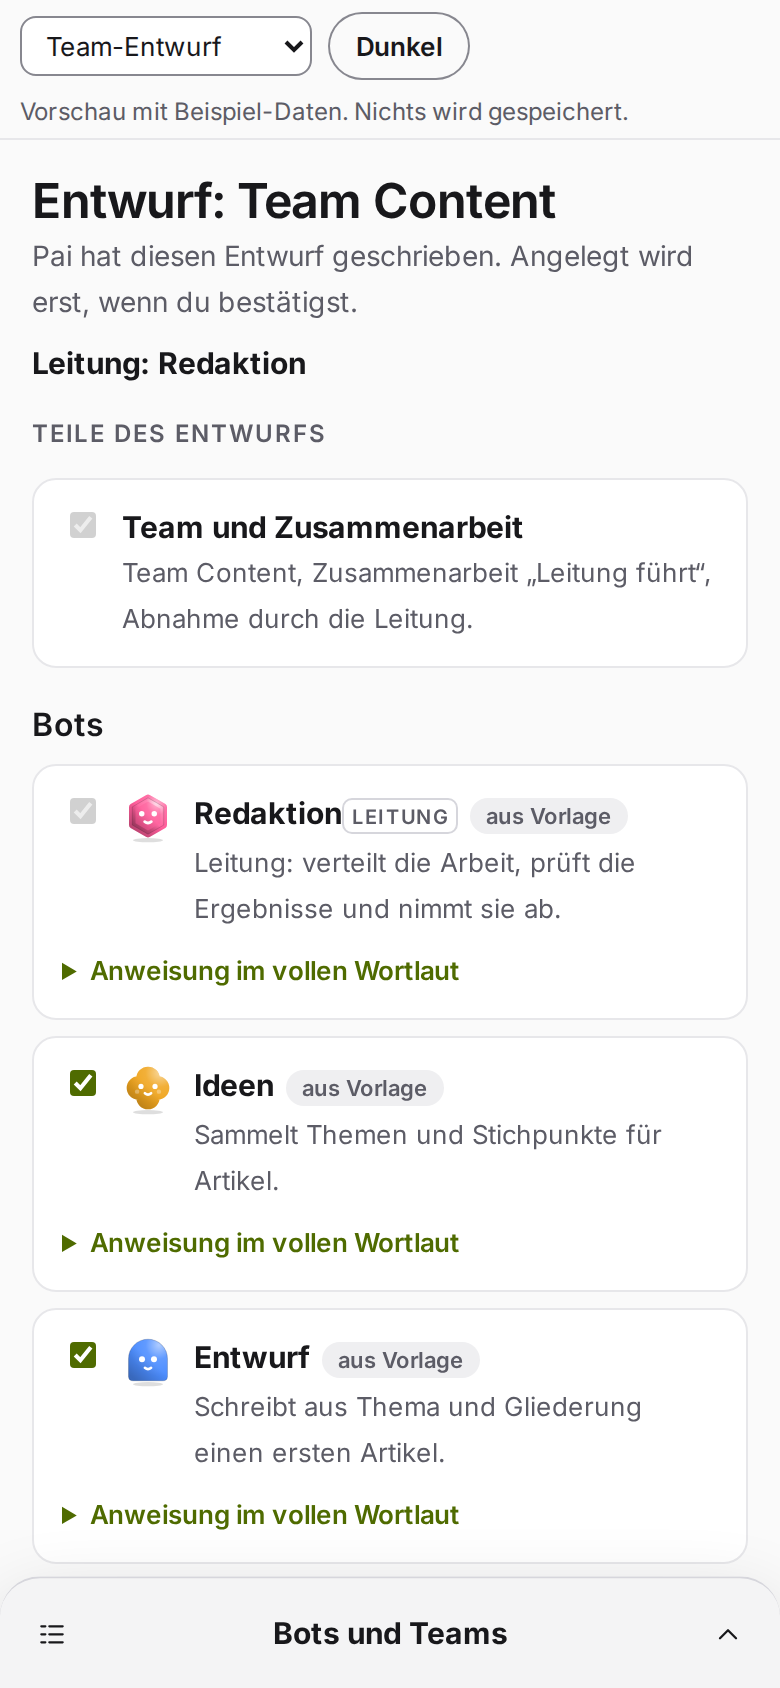 Team-Entwurf
Dunkel
Vorschau mit Beispiel-Daten. Nichts wird gespeichert.
Entwurf: Team Content
Pai hat diesen Entwurf geschrieben. Angelegt wird
erst, wenn du bestätigst.
Leitung: Redaktion
TEILE DES ENTWURFS
Team und Zusammenarbeit
Team Content, Zusammenarbeit „Leitung führt“,
Abnahme durch die Leitung.
Bots
Redaktion LEITUNG aus Vorlage
Leitung: verteilt die Arbeit, prüft die
Ergebnisse und nimmt sie ab.
Anweisung im vollen Wortlaut
Ideen aus Vorlage
Sammelt Themen und Stichpunkte für
Artikel.
Anweisung im vollen Wortlaut
Entwurf aus Vorlage
Schreibt aus Thema und Gliederung
einen ersten Artikel.
Anweisung im vollen Wortlaut
Bots und Teams